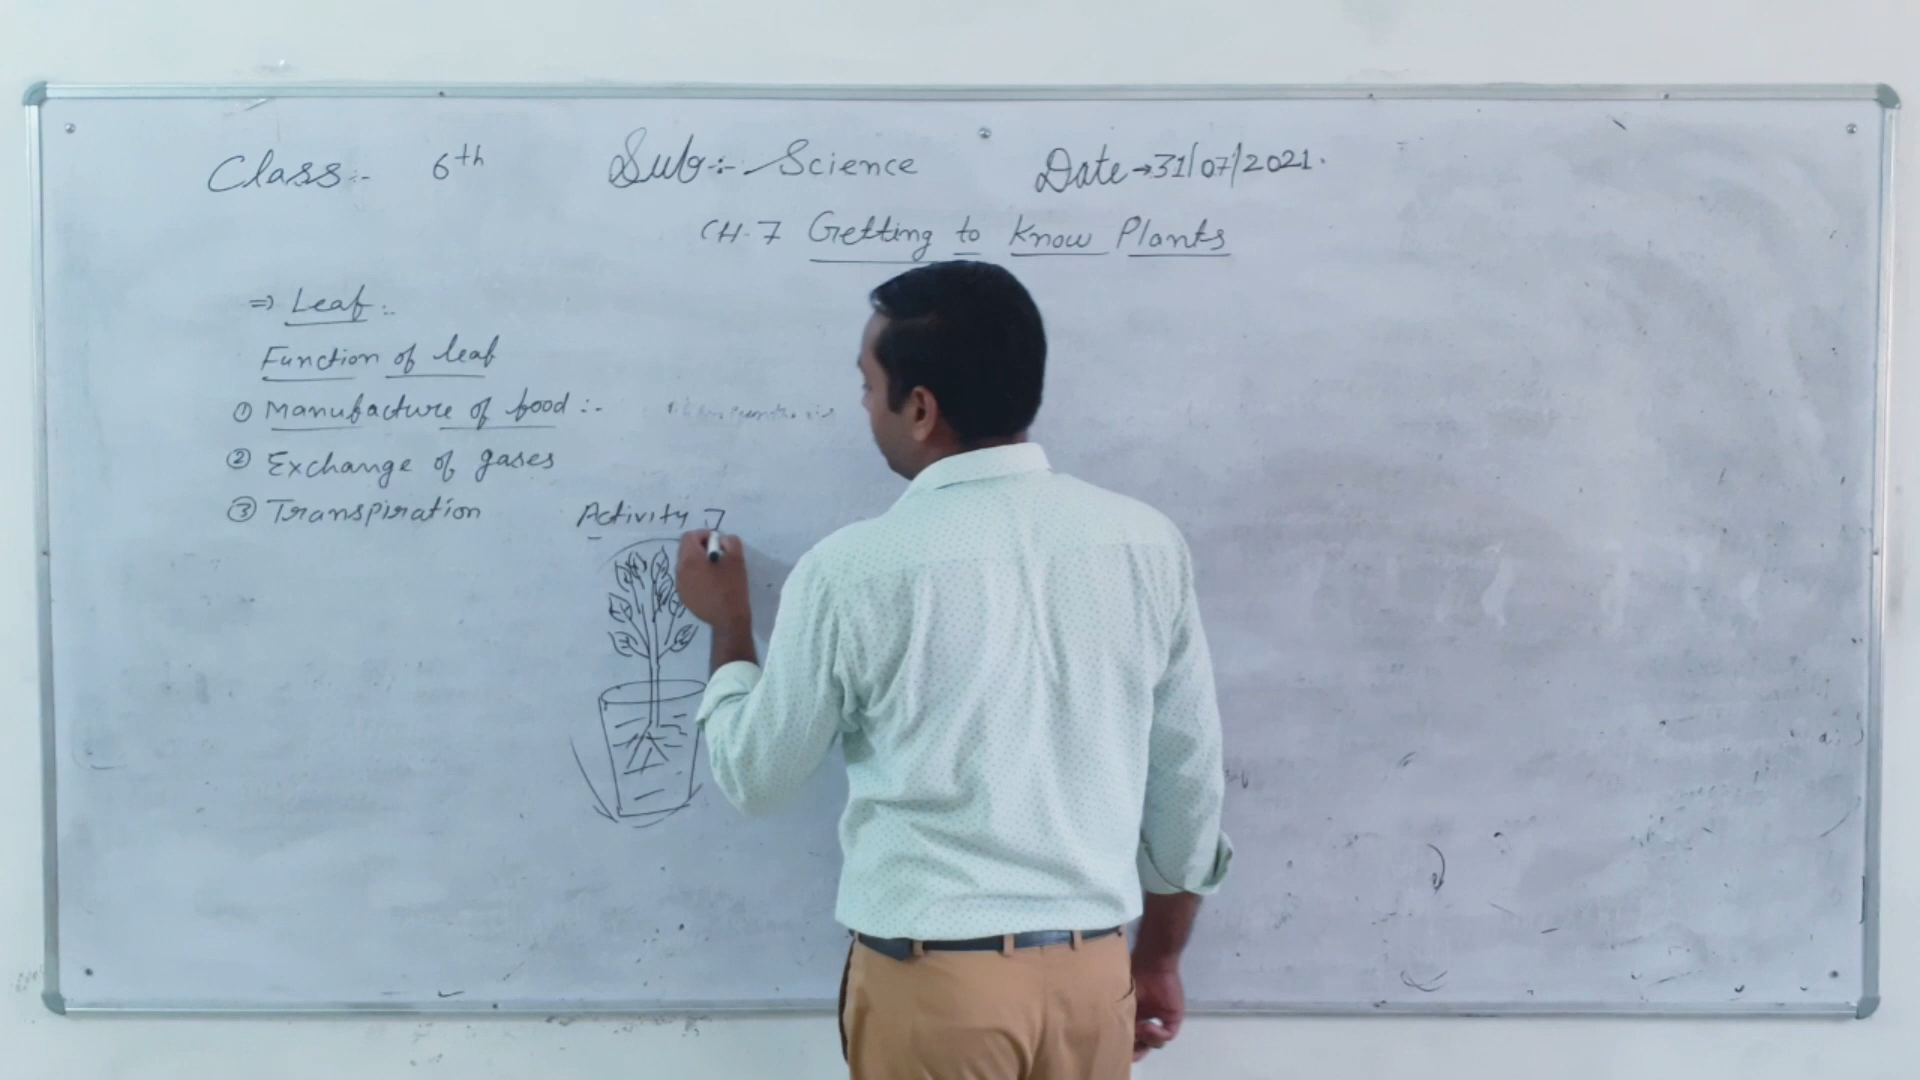 Class:- 6th Sub:- Science Date→31/07/2021.
CH.7 Getting to Know Plants
⇒ Leaf:-
Function of leaf
① Manufacture of food :-
② Exchange of gases
③ Transpiration
Activity 7